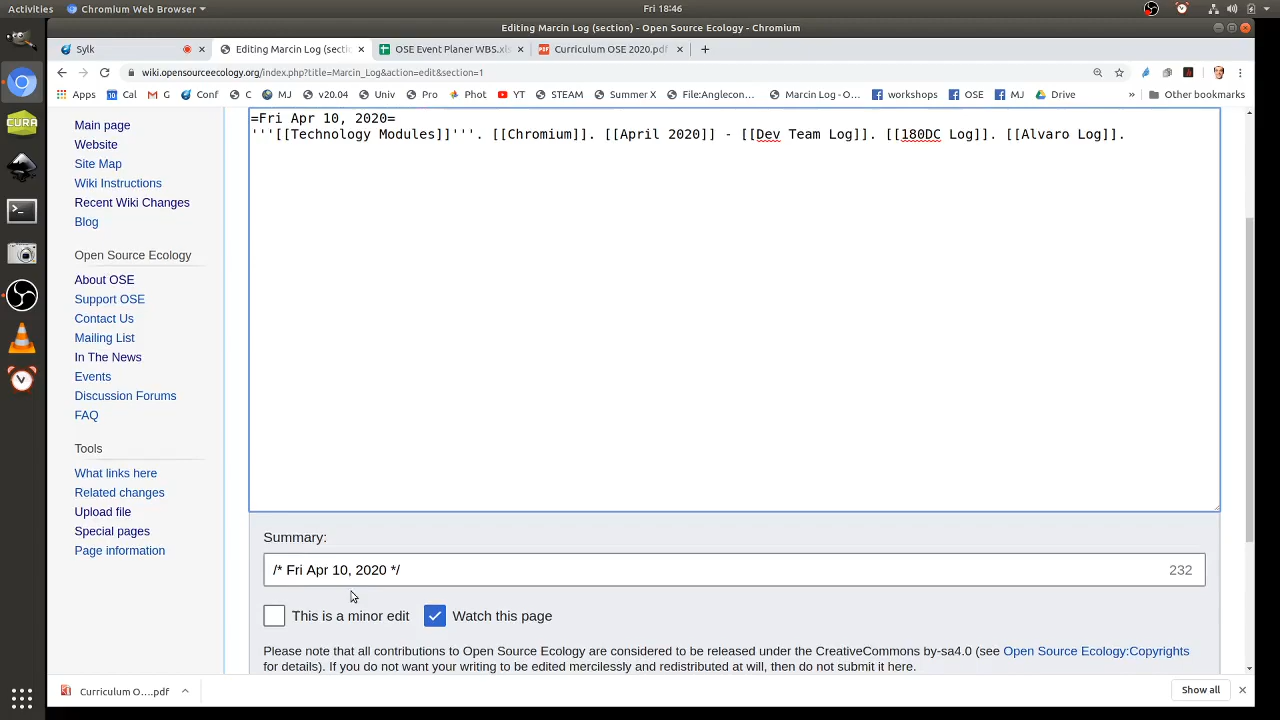 Activities
Chromium Web Browser
Fri 18:46
Editing Marcin Log (section) - Open Source Ecology - Chromium
Sylk
Editing Marcin Log (secti
OSE Event Planer WBS.xls
Curriculum OSE 2020.pdf
wiki.opensourceecology.org/index.php?title=Marcin_Log&action=edit&section=1
Apps
Cal
G
Conf
MJ
v20.04
Univ
Pro
Phot
YT
STEAM
Summer X
File:Anglecon...
Marcin Log - O...
workshops
OSE
MJ
Drive
»
Other bookmarks
Main page
Website
Site Map
Wiki Instructions
Recent Wiki Changes
Blog
Open Source Ecology
About OSE
Support OSE
Contact Us
Mailing List
In The News
Events
Discussion Forums
FAQ
Tools
What links here
Related changes
Upload file
Special pages
Page information
=Fri Apr 10, 2020=
'''[[Technology Modules]]'''. [[Chromium]]. [[April 2020]] - [[Dev Team Log]]. [[180DC Log]]. [[Alvaro Log]].
Summary:
/* Fri Apr 10, 2020 */
232
This is a minor edit
Watch this page
Please note that all contributions to Open Source Ecology are considered to be released under the CreativeCommons by-sa4.0 (see Open Source Ecology:Copyrights
for details). If you do not want your writing to be edited mercilessly and redistributed at will, then do not submit it here.
Curriculum O....pdf
Show all
CURA